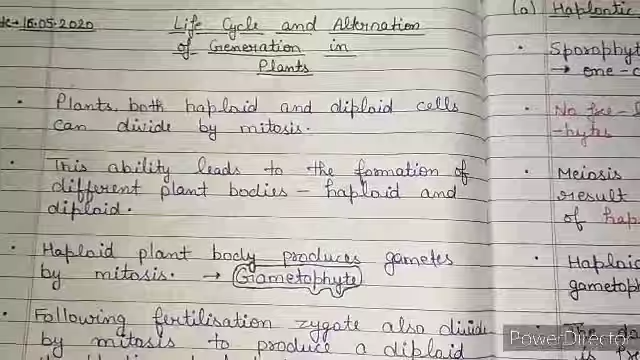 16.05.2020
Life Cycle and Alternation
of Generation in
Plants
• Plants, both haploid and diploid cells
can divide by mitosis.
• This ability leads to the formation of
different plant bodies - haploid and
diploid.
• Haploid plant body produces gametes
by mitosis. → Gametophyte
• Following fertilisation zygate also divide
by mitosis to produce a diploid
(a) Haplontic
• Sporophyt
→ one-c
• No free-
-hytes
• Meiosis
result
of hap
• Haploid
gametoph
PowerDirector